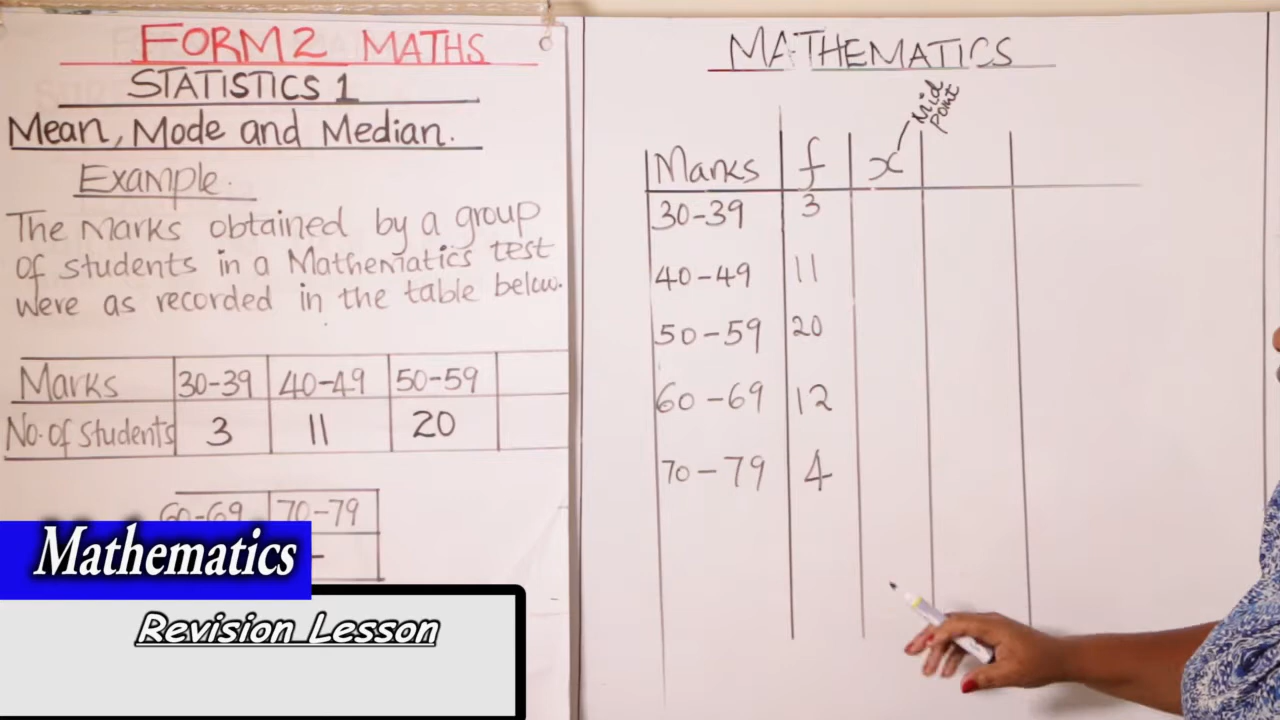 FORM 2 MATHS
STATISTICS 1
Mean, Mode and Median.
Example.
The Marks obtained by a group
of students in a Mathematics test
were as recorded in the table below.
Marks 30-39 40-49 50-59
No. of Students 3 11 20
60-69 70-79
Mathematics
Revision Lesson
MATHEMATICS
Mid
point
Marks f x
30-39 3
40-49 11
50-59 20
60-69 12
70-79 4